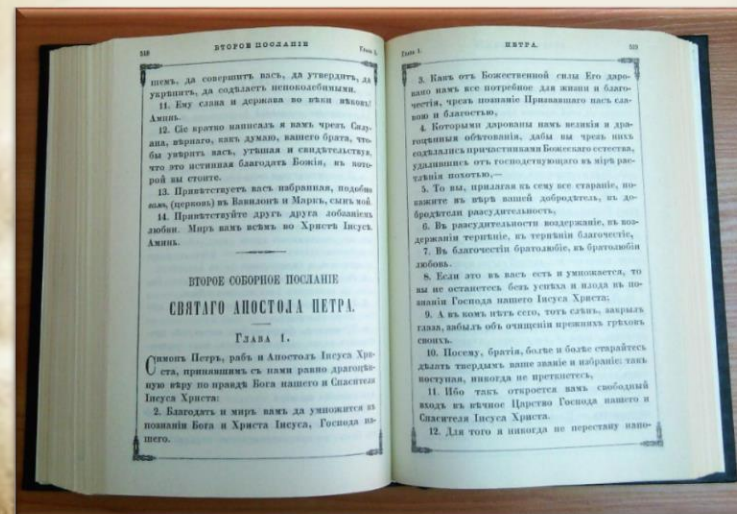 518 ВТОРОЕ ПОСЛАНІЕ Глава 1.
шемъ, да совершитъ васъ, да утвердитъ, да
укрѣпитъ, да содѣлаетъ непоколебимыми.
11. Ему слава и держава во вѣки вѣковъ!
Аминь.
12. Сіе кратко написалъ я вамъ чрезъ Силу-
ана, вѣрнаго, какъ думаю, вашего брата, что-
бы увѣрить васъ, утѣшая и свидѣтельствуя,
что это истинная благодать Божія, въ кото-
рой вы стоите.
13. Привѣтствуетъ васъ избранная, подобно
вамъ, (церковь) въ Вавилонѣ и Маркъ, сынъ мой.
14. Привѣтствуйте другъ друга лобзаніемъ
любви. Миръ вамъ всѣмъ во Христѣ Іисусѣ.
Аминь.
ВТОРОЕ СОБОРНОЕ ПОСЛАНІЕ
СВЯТАГО АПОСТОЛА ПЕТРА.
Глава 1.
Симонъ Петръ, рабъ и Апостолъ Іисуса Хри-
ста, принявшимъ съ нами равно драгоцѣн-
ную вѣру по правдѣ Бога нашего и Спасителя
Іисуса Христа:
2. Благодать и миръ вамъ да умножится въ
познаніи Бога и Христа Іисуса, Господа на-
шего.
Глава 1. ПЕТРА. 519
3. Какъ отъ Божественной силы Его даро-
вано намъ все потребное для жизни и благо-
честія, чрезъ познаніе Призвавшаго насъ сла-
вою и благостью,
4. Которыми дарованы намъ великія и дра-
гоцѣнныя обѣтованія, дабы вы чрезъ нихъ
содѣлались причастниками Божескаго естества,
удалившись отъ господствующаго въ мірѣ рас-
тлѣнія похотью,—
5. То вы, прилагая къ сему все стараніе, по-
кажите въ вѣрѣ вашей добродѣтель, въ до-
бродѣтели разсудительность,
6. Въ разсудительности воздержаніе, въ воз-
держаніи терпѣніе, въ терпѣніи благочестіе,
7. Въ благочестіи братолюбіе, въ братолюбіи
любовь.
8. Если это въ васъ есть и умножается, то
вы не останетесь безъ успѣха и плода въ по-
знаніи Господа нашего Іисуса Христа;
9. А въ комъ нѣтъ сего, тотъ слѣпъ, закрылъ
глаза, забылъ объ очищеніи прежнихъ грѣховъ
своихъ.
10. Посему, братія, болѣе и болѣе старайтесь
дѣлать твердымъ ваше званіе и избраніе: такъ
поступая, никогда не преткнетесь,
11. Ибо такъ откроется вамъ свободный
входъ въ вѣчное Царство Господа нашего и
Спасителя Іисуса Христа.
12. Для того я никогда не перестану напо-